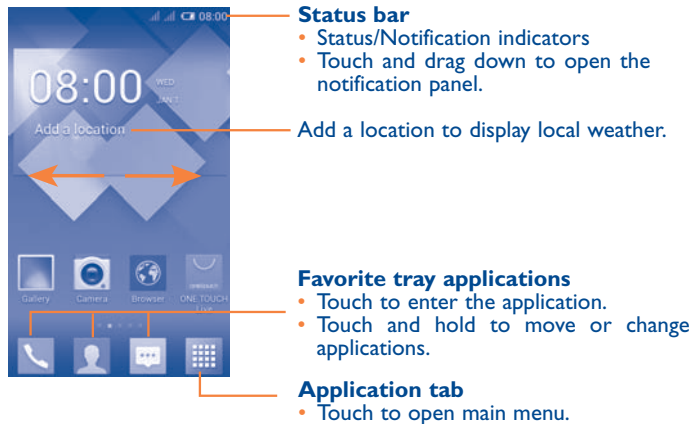 08:00
Status bar
• Status/Notification indicators
• Touch and drag down to open the
notification panel.
08:00
WED
JAN 1
Add a location
Add a location to display local weather.
Gallery
Camera
Browser
ONE TOUCH
Live
Favorite tray applications
• Touch to enter the application.
• Touch and hold to move or change
applications.
Application tab
• Touch to open main menu.